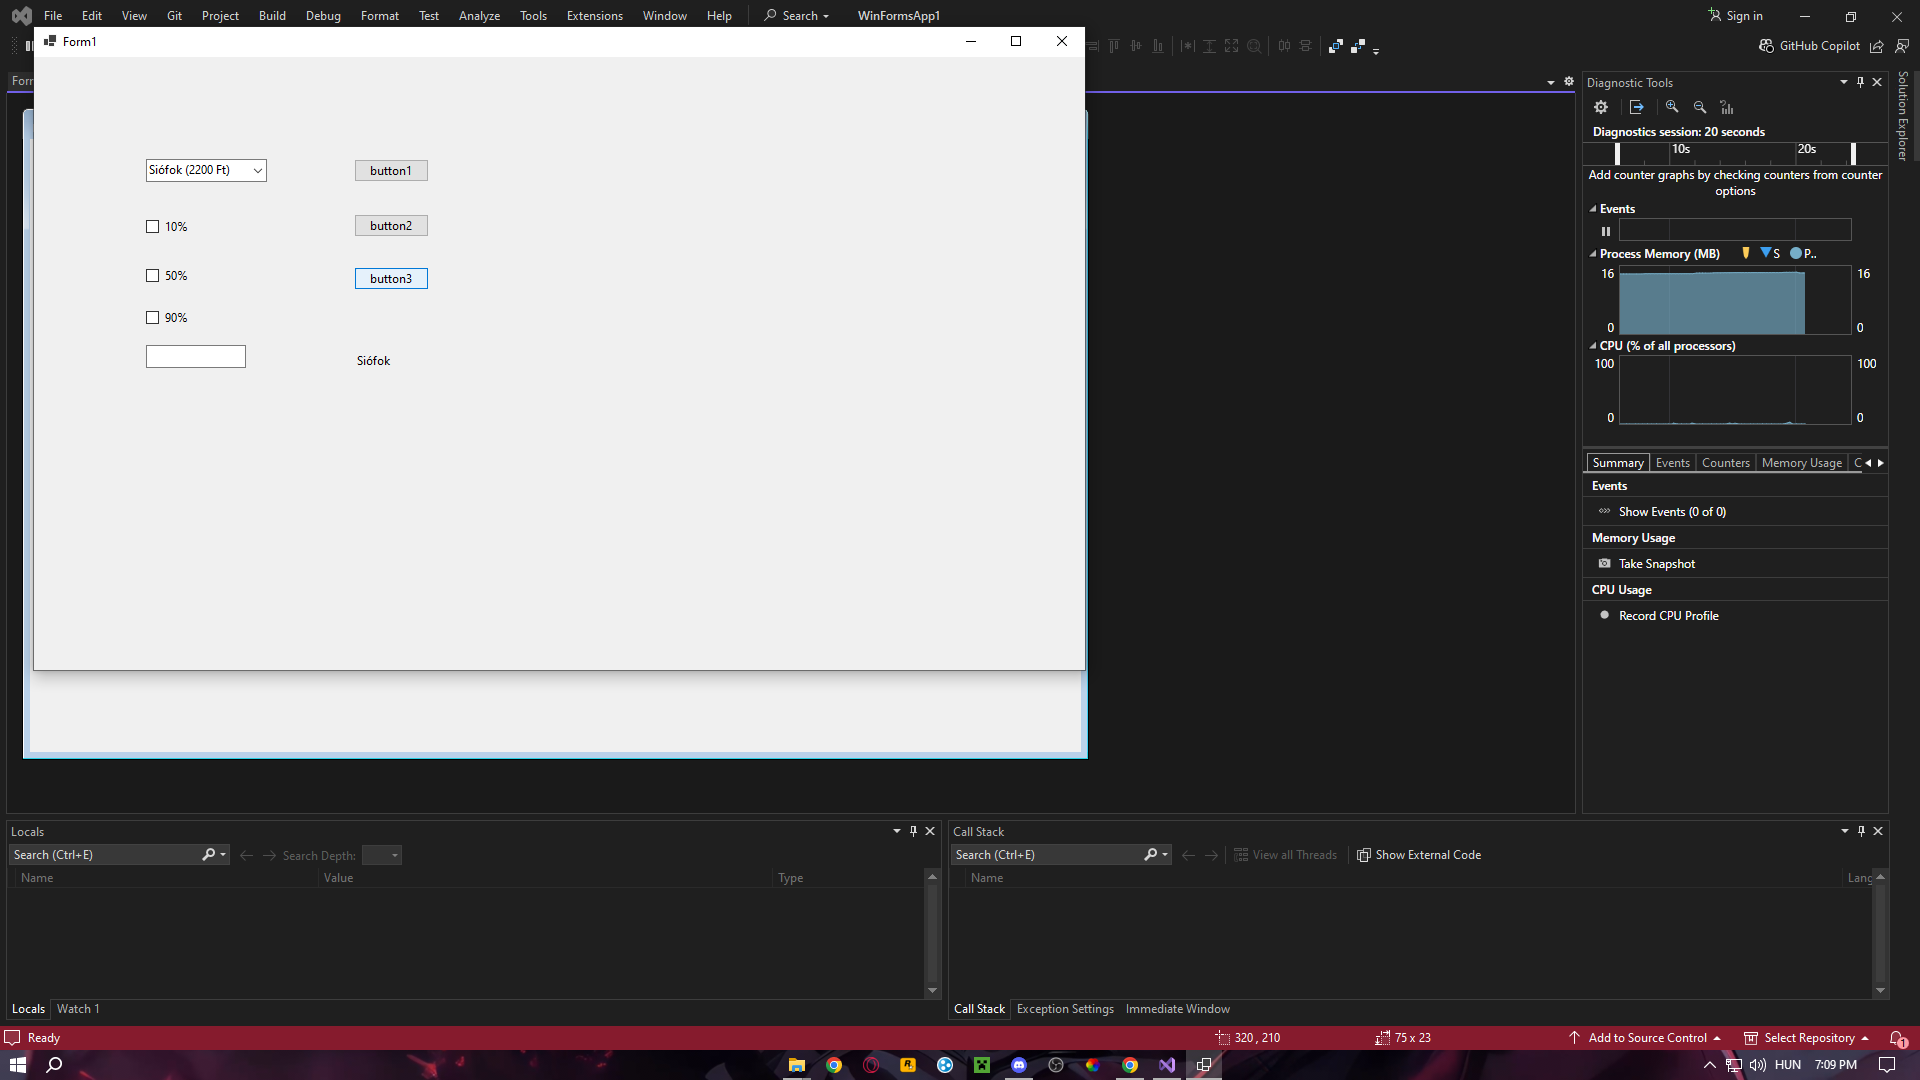 File Edit View Git Project Build Debug Format Test Analyze Tools Extensions Window Help Search WinFormsApp1 Sign in
Form1
GitHub Copilot
Form
Diagnostic Tools
Solution Explorer
Diagnostics session: 20 seconds
10s 20s
Add counter graphs by checking counters from counter
options
Events
Process Memory (MB) S P..
16 16
0 0
CPU (% of all processors)
100 100
0 0
Summary Events Counters Memory Usage C
Events
Show Events (0 of 0)
Memory Usage
Take Snapshot
CPU Usage
Record CPU Profile
Siófok (2200 Ft) button1
10% button2
50% button3
90%
Siófok
Locals
Search (Ctrl+E) Search Depth:
Name Value Type
Locals Watch 1
Call Stack
Search (Ctrl+E) View all Threads Show External Code
Name Lang
Call Stack Exception Settings Immediate Window
Ready 320 , 210 75 x 23 Add to Source Control Select Repository 1
HUN 7:09 PM